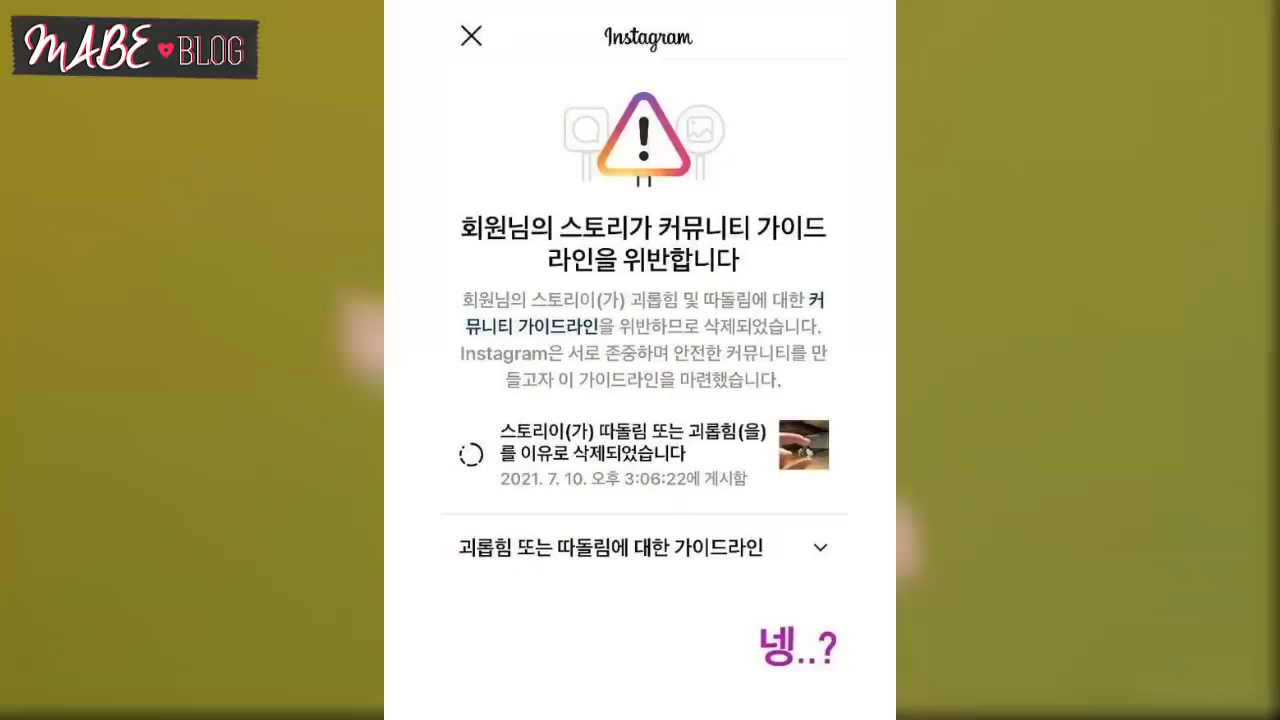 MABE BLOG
Instagram
회원님의 스토리가 커뮤니티 가이드
라인을 위반합니다
회원님의 스토리이(가) 괴롭힘 및 따돌림에 대한 커
뮤니티 가이드라인을 위반하므로 삭제되었습니다.
Instagram은 서로 존중하며 안전한 커뮤니티를 만
들고자 이 가이드라인을 마련했습니다.
스토리이(가) 따돌림 또는 괴롭힘(을)
를 이유로 삭제되었습니다
2021. 7. 10. 오후 3:06:22에 게시함
괴롭힘 또는 따돌림에 대한 가이드라인
넹..?